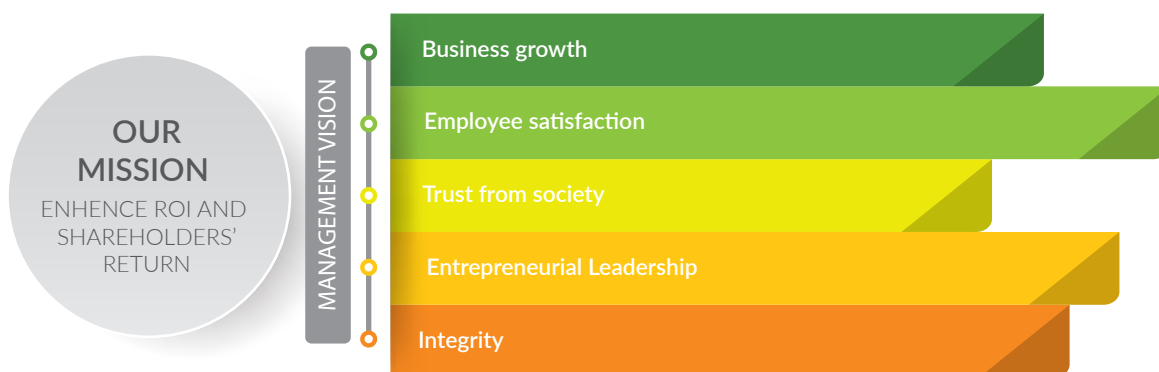 OUR
MISSION
ENHENCE ROI AND
SHAREHOLDERS'
RETURN
MANAGEMENT VISION
Business growth
Employee satisfaction
Trust from society
Entrepreneurial Leadership
Integrity